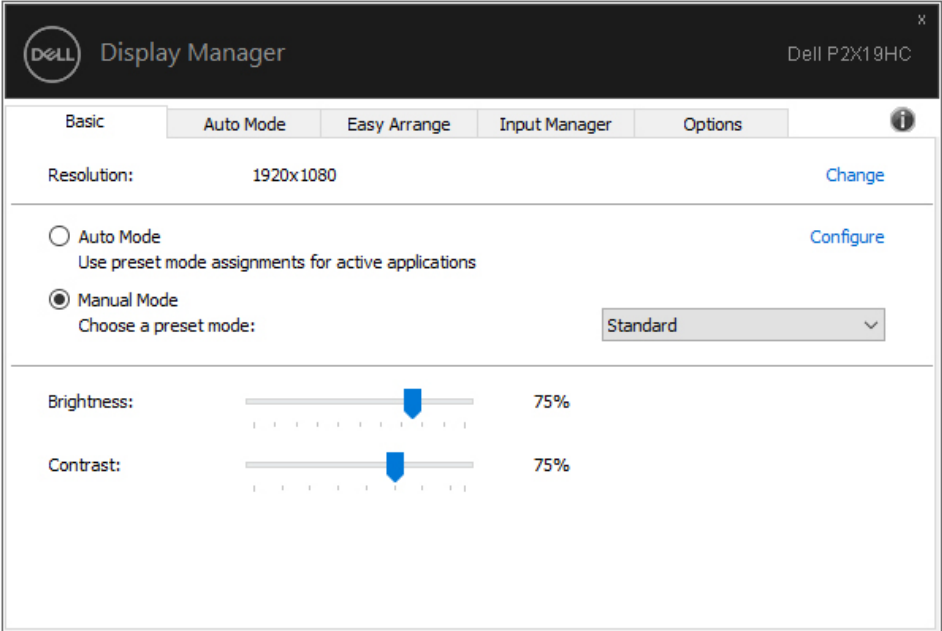 x
DELL Display Manager Dell P2X19HC
Basic Auto Mode Easy Arrange Input Manager Options i
Resolution: 1920x1080 Change
Auto Mode Configure
Use preset mode assignments for active applications
Manual Mode
Choose a preset mode: Standard
Brightness: 75%
Contrast: 75%